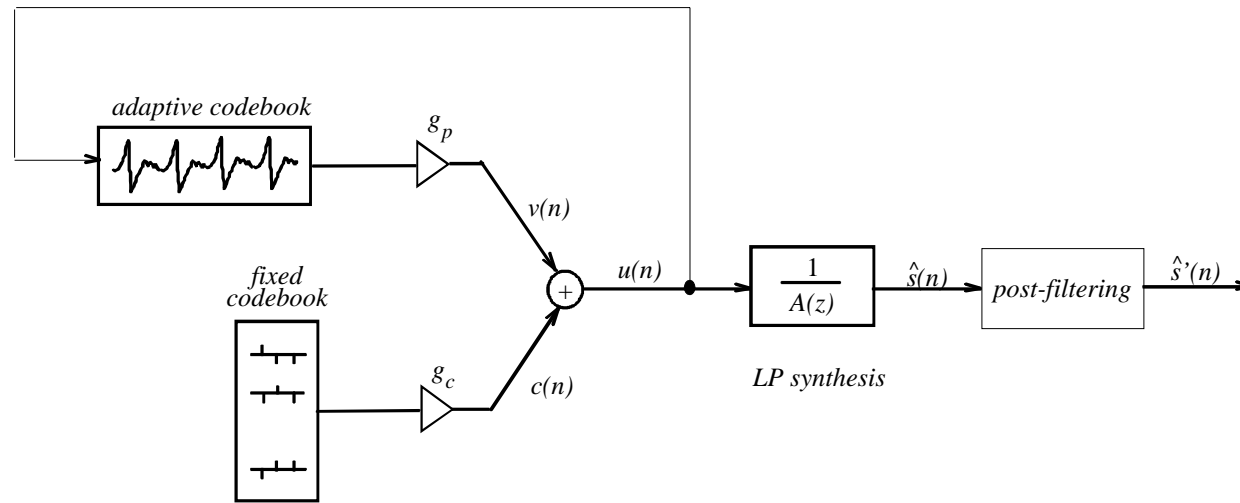 adaptive codebook
g_p
v(n)
fixed
codebook
g_c
c(n)
+
u(n)
1
A(z)
LP synthesis
ŝ(n)
post-filtering
ŝ'(n)